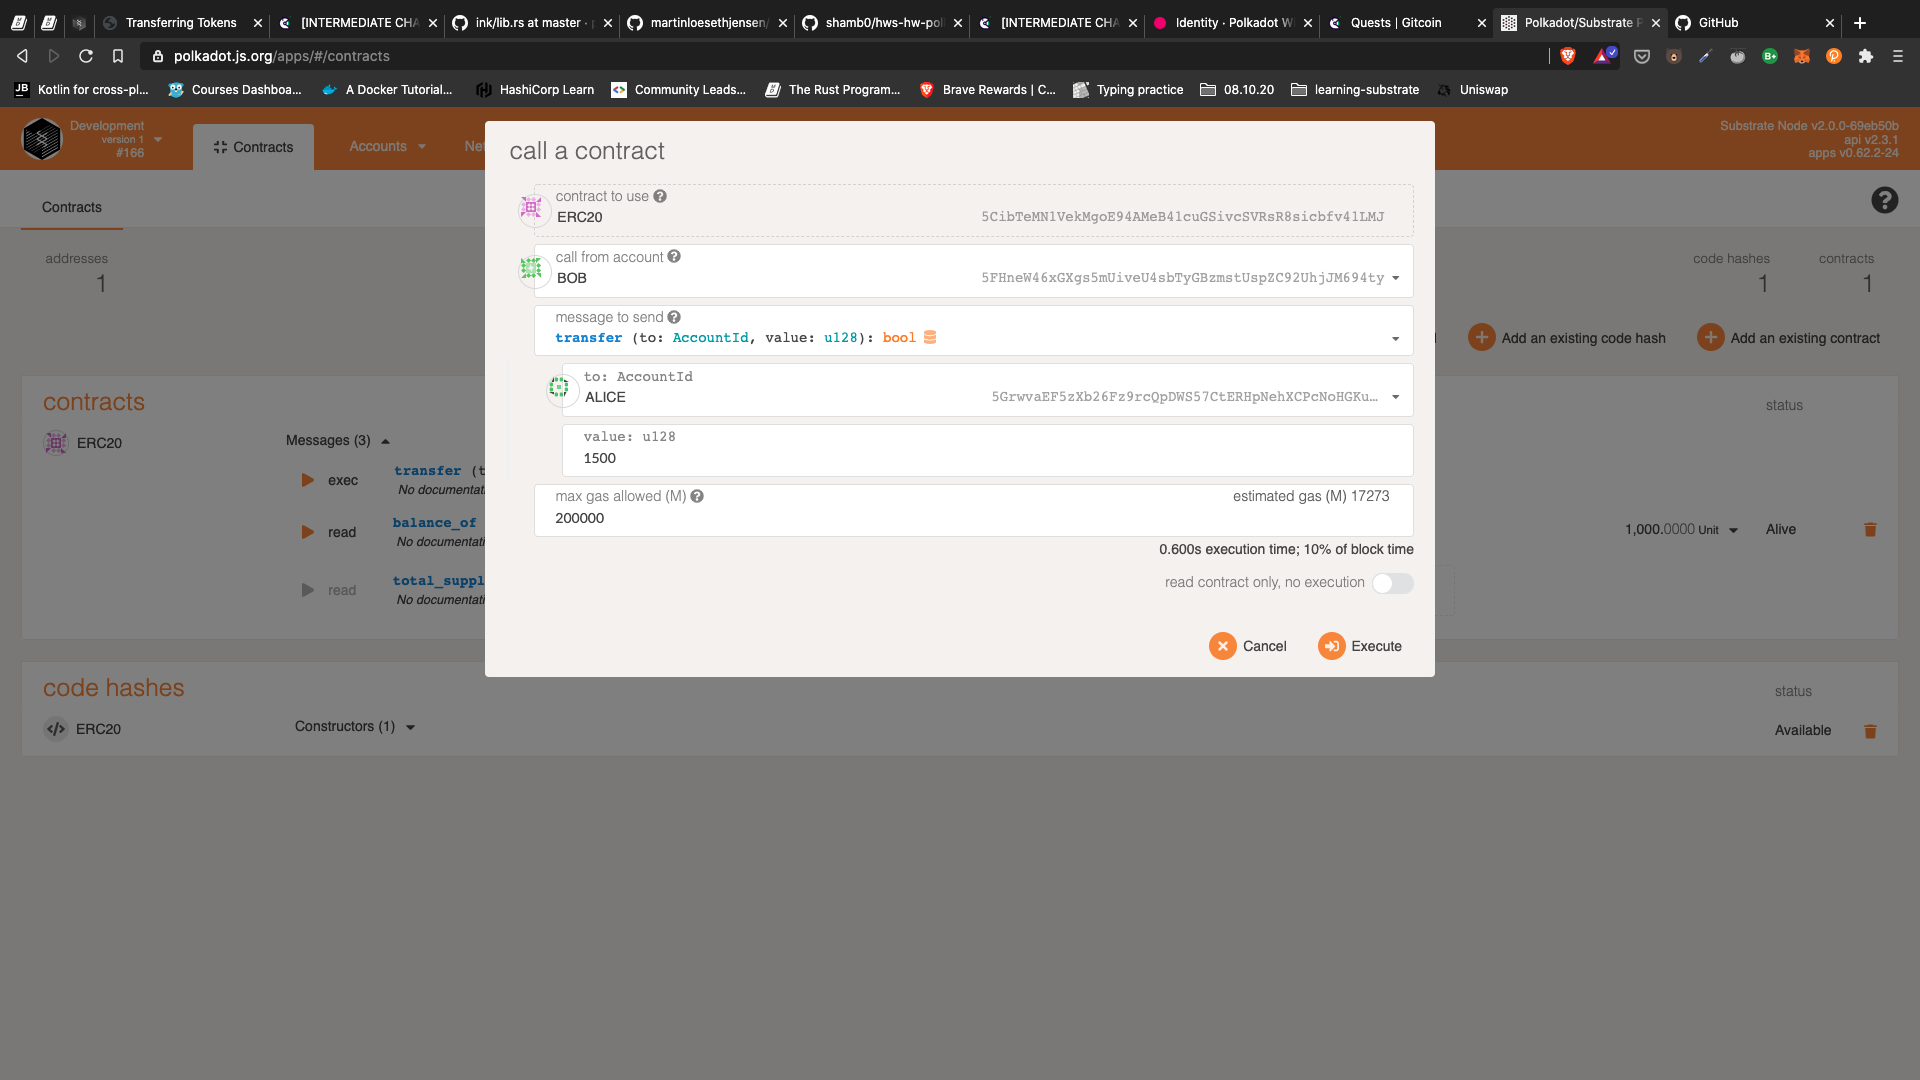 Transferring Tokens
[INTERMEDIATE CHA
ink/lib.rs at master ·
martinloesethjensen/
shamb0/hws-hw-pol
[INTERMEDIATE CHA
Identity · Polkadot W
Quests | Gitcoin
Polkadot/Substrate P
GitHub
polkadot.js.org/apps/#/contracts
Kotlin for cross-pl...
Courses Dashboa...
A Docker Tutorial...
HashiCorp Learn
Community Leads...
The Rust Program...
Brave Rewards | C...
Typing practice
08.10.20
learning-substrate
Uniswap
Development
version 1
#166
Contracts
Accounts
Net
Substrate Node v2.0.0-69eb50b
api v2.3.1
apps v0.62.2-24
Contracts
addresses
1
code hashes
1
contracts
1
Add an existing code hash
Add an existing contract
contracts
status
ERC20
Messages (3)
exec
transfer (t
No documentati
read
balance_of
No documentati
read
total_suppl
No documentati
1,000.0000 Unit
Alive
code hashes
status
ERC20
Constructors (1)
Available
call a contract
contract to use
ERC20
5CibTeMN1VekMgoE94AMeB41cuGSivcSVRsR8sicbfv41LMJ
call from account
BOB
5FHneW46xGXgs5mUiveU4sbTyGBzmstUspZC92UhjJM694ty
message to send
transfer (to: AccountId, value: u128): bool
to: AccountId
ALICE
5GrwvaEF5zXb26Fz9rcQpDWS57CtERHpNehXCPcNoHGKu...
value: u128
1500
max gas allowed (M)
estimated gas (M) 17273
200000
0.600s execution time; 10% of block time
read contract only, no execution
Cancel
Execute